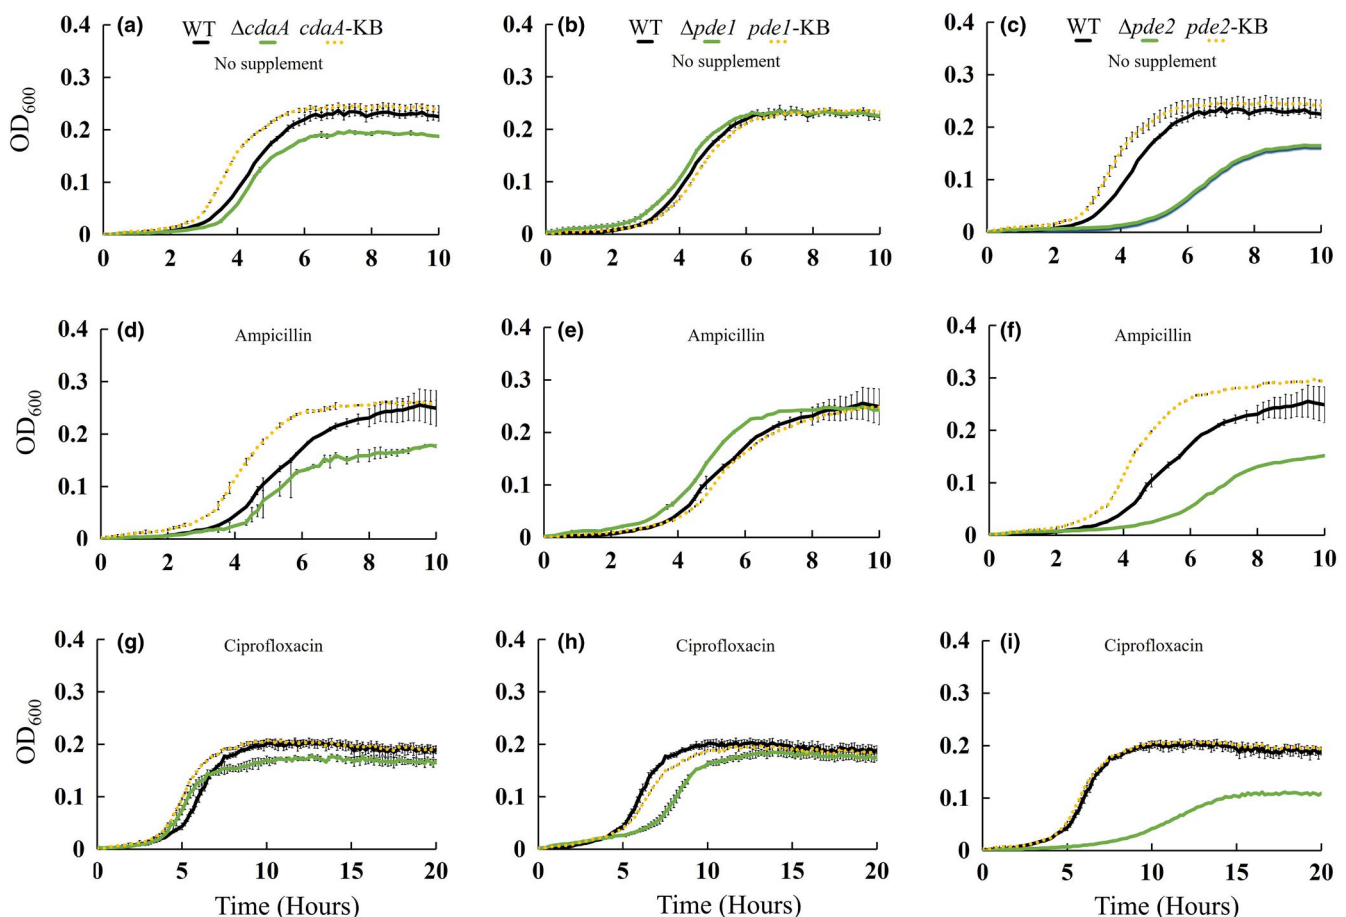 (a) WT ΔcdaA cdaA-KB
No supplement
OD600
0.4
0.3
0.2
0.1
0
0 2 4 6 8 10
(b) WT Δpde1 pde1-KB
No supplement
0.4
0.3
0.2
0.1
0
0 2 4 6 8 10
(c) WT Δpde2 pde2-KB
No supplement
0.4
0.3
0.2
0.1
0
0 2 4 6 8 10
(d) Ampicillin
OD600
0.4
0.3
0.2
0.1
0
0 2 4 6 8 10
(e) Ampicillin
0.4
0.3
0.2
0.1
0
0 2 4 6 8 10
(f) Ampicillin
0.4
0.3
0.2
0.1
0
0 2 4 6 8 10
(g) Ciprofloxacin
OD600
0.4
0.3
0.2
0.1
0
0 5 10 15 20
Time (Hours)
(h) Ciprofloxacin
0.4
0.3
0.2
0.1
0
0 5 10 15 20
Time (Hours)
(i) Ciprofloxacin
0.4
0.3
0.2
0.1
0
0 5 10 15 20
Time (Hours)